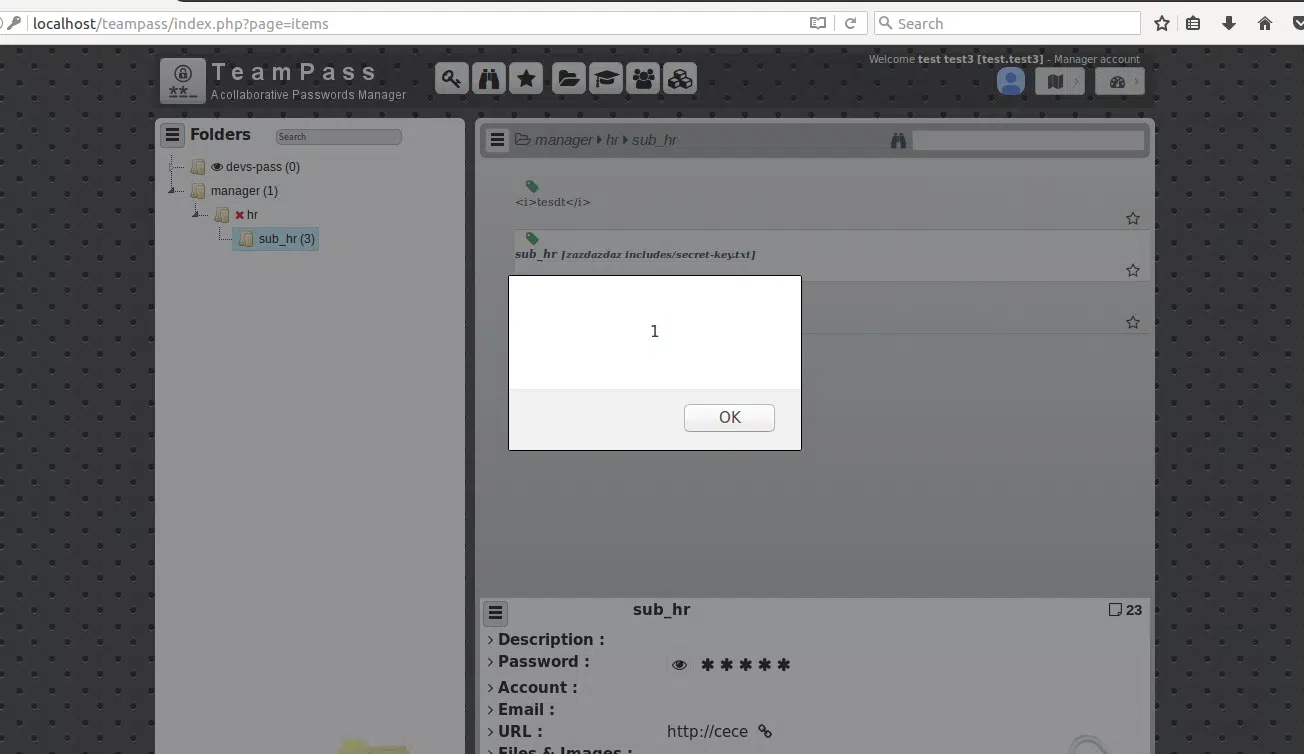 localhost/teampass/index.php?page=items
Search
TeamPass
A collaborative Passwords Manager
**_
Welcome test test3 [test.test3] - Manager account
Folders
Search
devs-pass (0)
manager (1)
hr
sub_hr (3)
manager hr sub_hr
<i>tesdt</i>
sub_hr [zazdazdaz includes/secret-key.txt]
1
OK
sub_hr
23
Description :
Password :
* * * * *
Account :
Email :
URL :
http://cece
Files & Images :